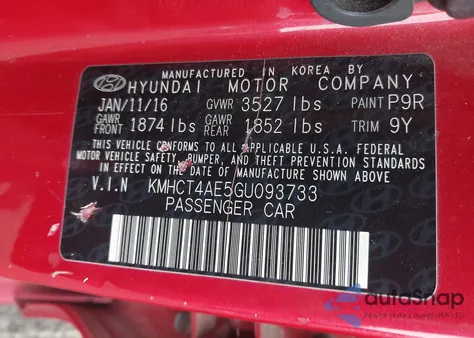 MANUFACTURED IN KOREA BY
HYUNDAI MOTOR COMPANY
JAN/11/16 GVWR 3527 lbs PAINT P9R
GAWR FRONT 1874 lbs GAWR REAR 1852 lbs TRIM 9Y
THIS VEHICLE CONFORMS TO ALL APPLICABLE U.S.A. FEDERAL
MOTOR VEHICLE SAFETY, BUMPER, AND THEFT PREVENTION STANDARDS
IN EFFECT ON THE DATE OF MANUFACTURE SHOWN ABOVE.
V.I.N KMHCT4AE5GU093733
PASSENGER CAR
autoSnap